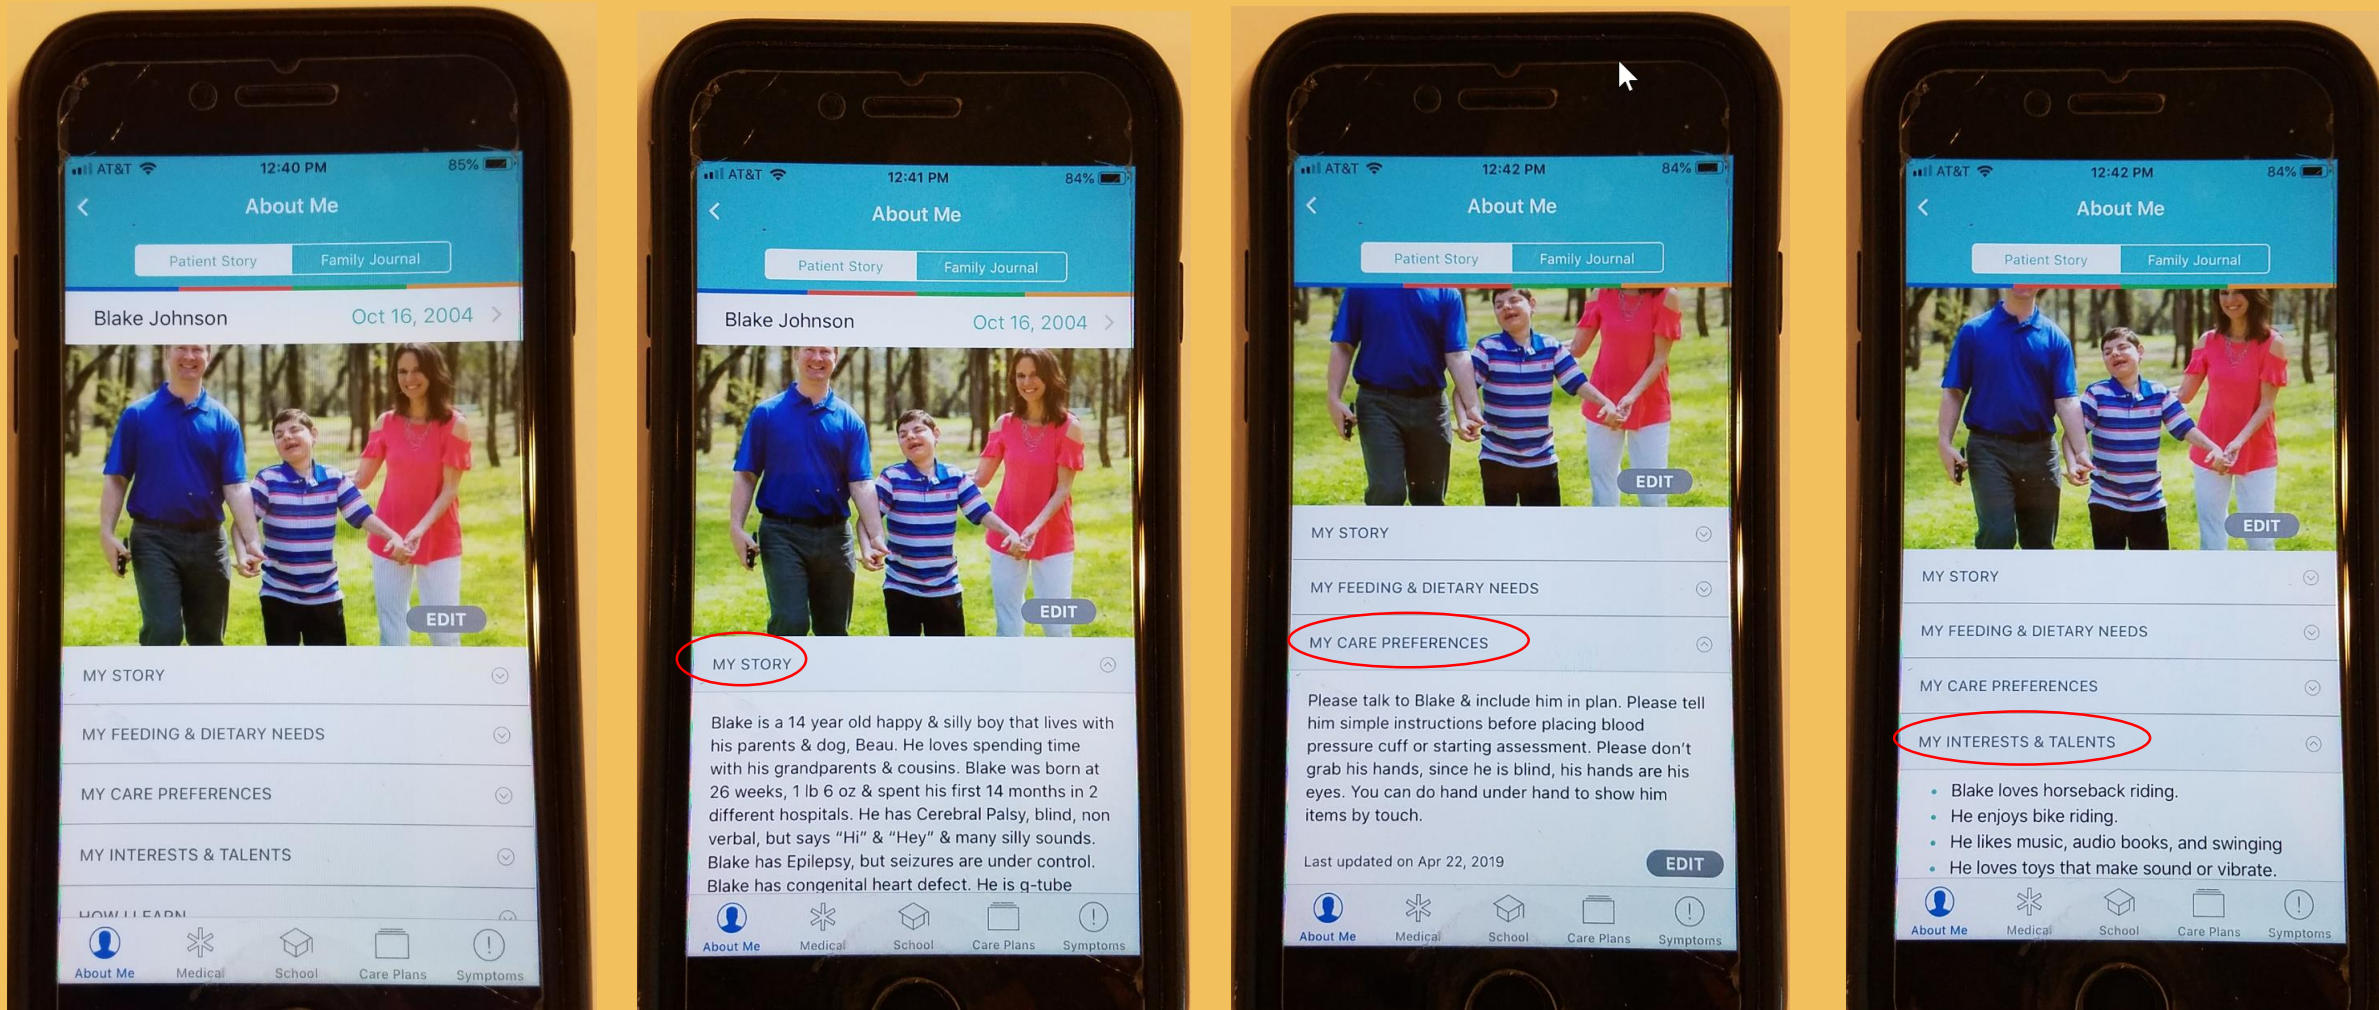 AT&T 12:40 PM 85%
About Me
Patient Story Family Journal
Blake Johnson Oct 16, 2004
EDIT
MY STORY
MY FEEDING & DIETARY NEEDS
MY CARE PREFERENCES
MY INTERESTS & TALENTS
HOW I LEARN
About Me Medical School Care Plans Symptoms
AT&T 12:41 PM 84%
About Me
Patient Story Family Journal
Blake Johnson Oct 16, 2004
EDIT
MY STORY
Blake is a 14 year old happy & silly boy that lives with
his parents & dog, Beau. He loves spending time
with his grandparents & cousins. Blake was born at
26 weeks, 1 lb 6 oz & spent his first 14 months in 2
different hospitals. He has Cerebral Palsy, blind, non
verbal, but says “Hi” & “Hey” & many silly sounds.
Blake has Epilepsy, but seizures are under control.
Blake has congenital heart defect. He is g-tube
About Me Medical School Care Plans Symptoms
AT&T 12:42 PM 84%
About Me
Patient Story Family Journal
EDIT
MY STORY
MY FEEDING & DIETARY NEEDS
MY CARE PREFERENCES
Please talk to Blake & include him in plan. Please tell
him simple instructions before placing blood
pressure cuff or starting assessment. Please don't
grab his hands, since he is blind, his hands are his
eyes. You can do hand under hand to show him
items by touch.
Last updated on Apr 22, 2019 EDIT
About Me Medical School Care Plans Symptoms
AT&T 12:42 PM 84%
About Me
Patient Story Family Journal
EDIT
MY STORY
MY FEEDING & DIETARY NEEDS
MY CARE PREFERENCES
MY INTERESTS & TALENTS
• Blake loves horseback riding.
• He enjoys bike riding.
• He likes music, audio books, and swinging
• He loves toys that make sound or vibrate.
About Me Medical School Care Plans Symptoms